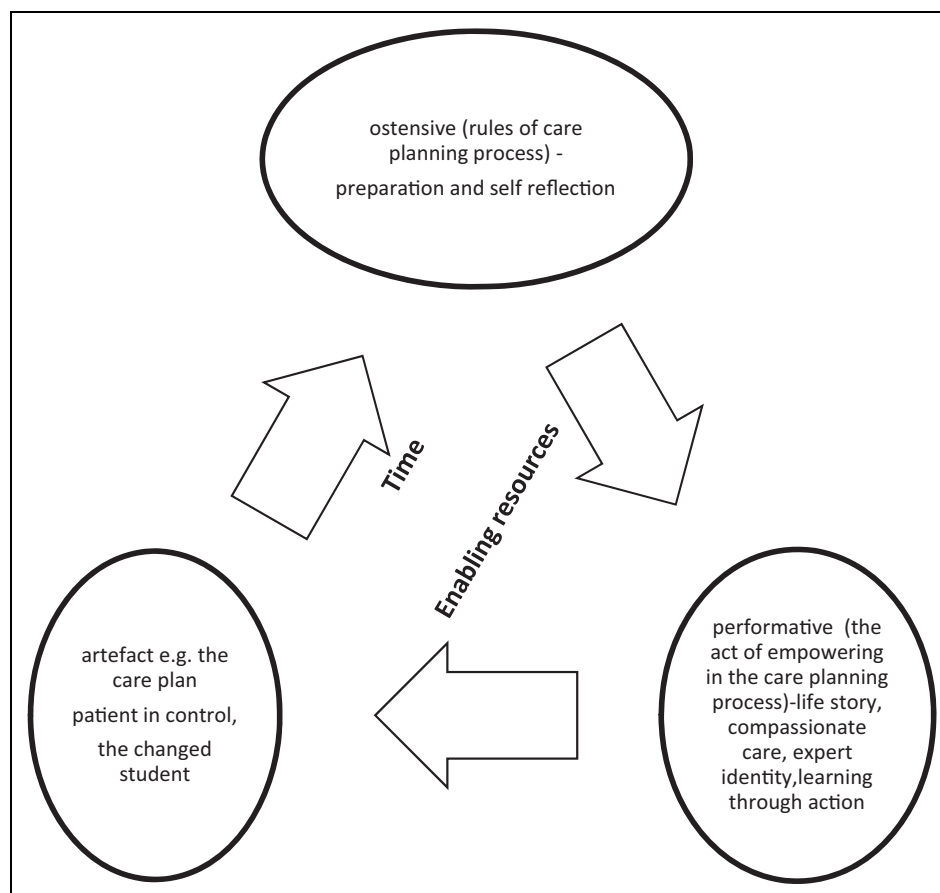 ostensive (rules of care
planning process) -
preparation and self reflection
Time
Enabling resources
performative (the
act of empowering
in the care planning
process)-life story,
compassionate
care, expert
identity,learning
through action
artefact e.g. the
care plan
patient in control,
the changed
student